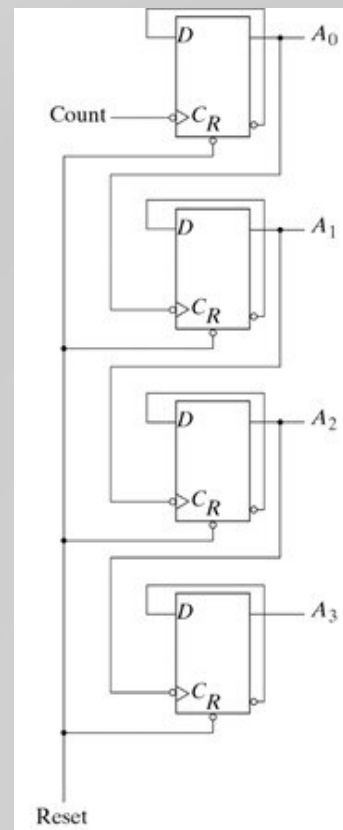 D A0
Count C R
D A1
C R
D A2
C R
D A3
C R
Reset